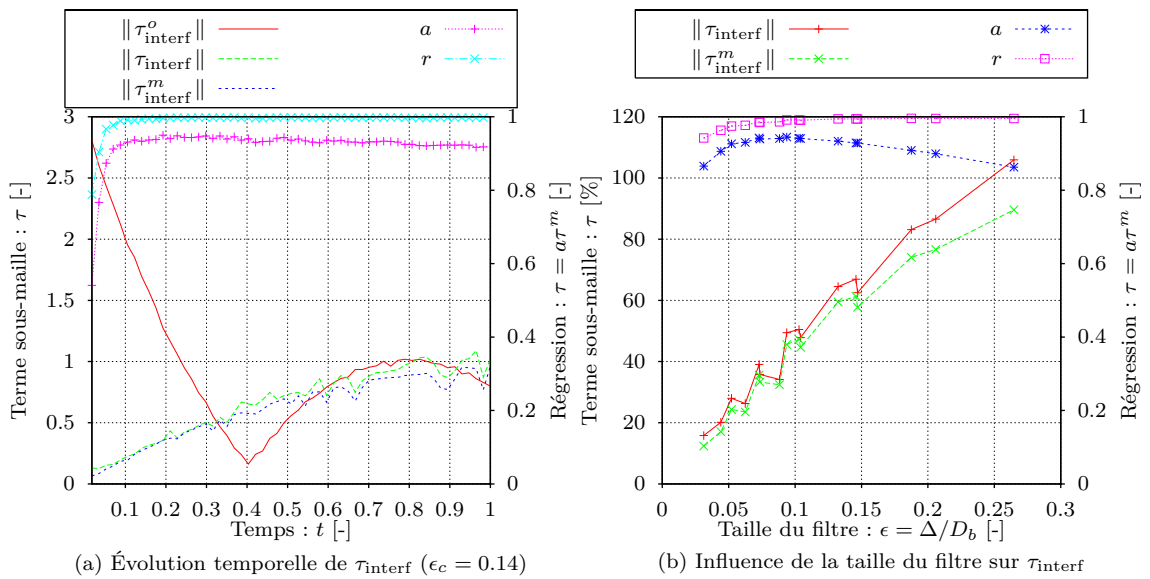 ‖τ^o_interf‖
‖τ_interf‖
‖τ^m_interf‖
a
r
‖τ_interf‖
‖τ^m_interf‖
a
r
Terme sous-maille : τ [-]
3
2.5
2
1.5
1
0.5
0
0.1 0.2 0.3 0.4 0.5 0.6 0.7 0.8 0.9 1
Temps : t [-]
1
0.8
0.6
0.4
0.2
0
Régression : τ = aτ^m [-]
(a) Évolution temporelle de τ_interf (ϵ_c = 0.14)
Terme sous-maille : τ [%]
120
100
80
60
40
20
0
0 0.05 0.1 0.15 0.2 0.25 0.3
Taille du filtre : ϵ = Δ/D_b [-]
1
0.8
0.6
0.4
0.2
0
Régression : τ = aτ^m [-]
(b) Influence de la taille du filtre sur τ_interf